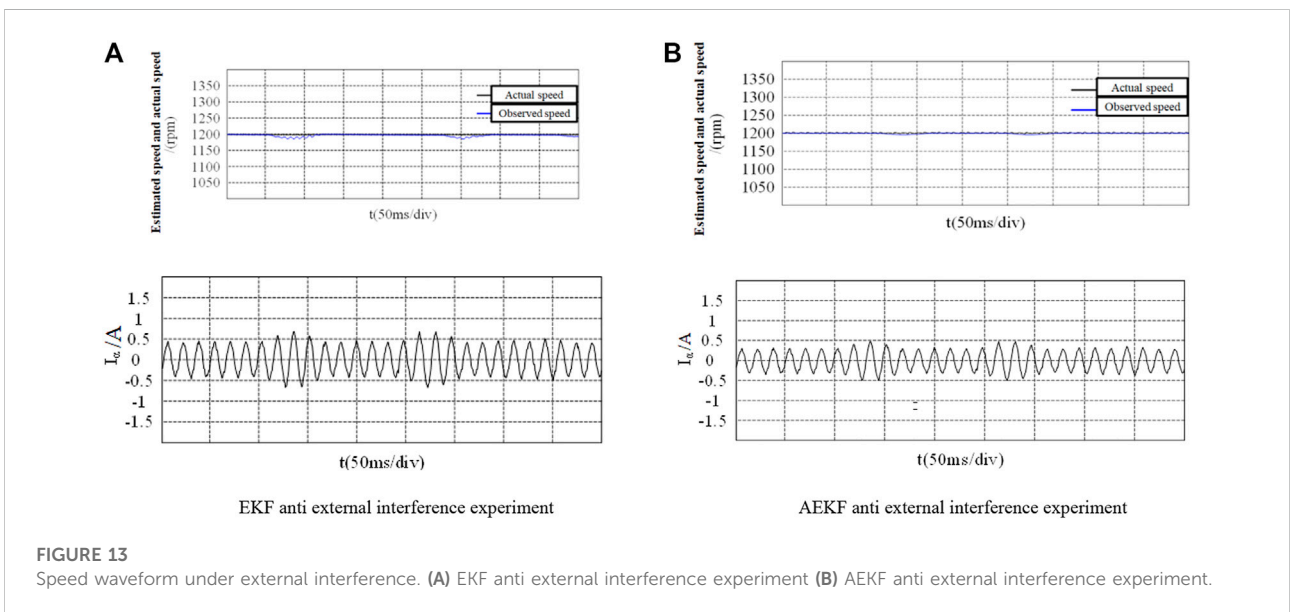 A
Estimated speed and actual speed
/(rpm)
1350
1300
1250
1200
1150
1100
1050
Actual speed
Observed speed
t(50ms/div)
Iα/A
1.5
1
0.5
0
-0.5
-1
-1.5
t(50ms/div)
EKF anti external interference experiment
B
Estimated speed and actual speed
/(rpm)
1350
1300
1250
1200
1150
1100
1050
Actual speed
Observed speed
t(50ms/div)
Iα/A
1.5
1
0.5
0
-0.5
-1
-1.5
t(50ms/div)
AEKF anti external interference experiment
FIGURE 13
Speed waveform under external interference. (A) EKF anti external interference experiment (B) AEKF anti external interference experiment.